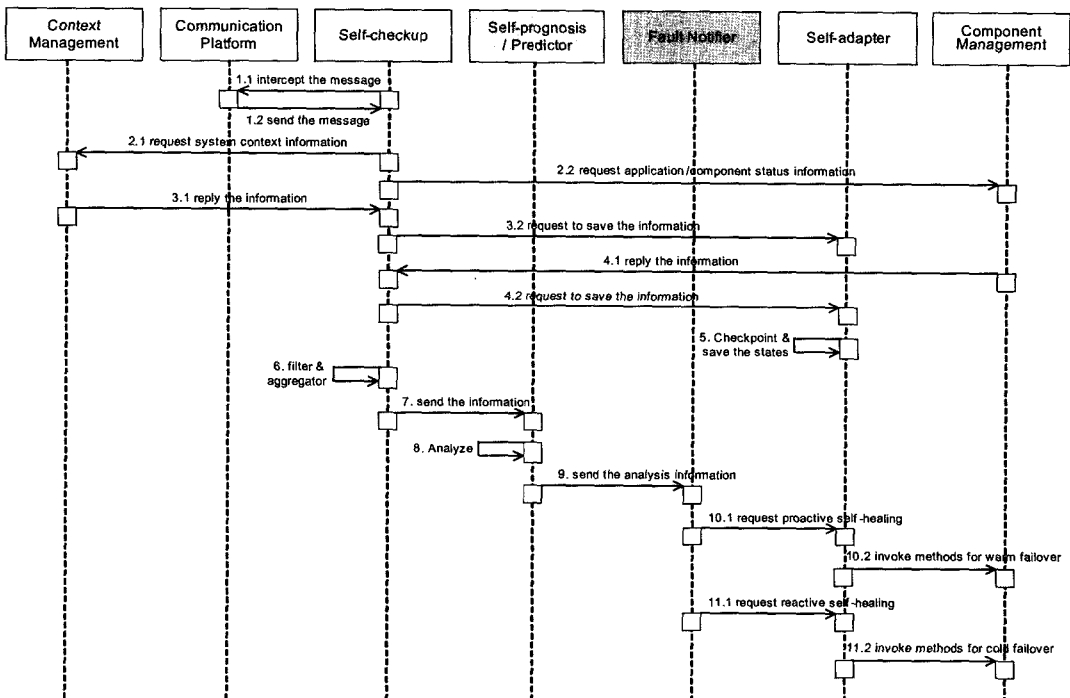 Context
Management
Communication
Platform
Self-checkup
Self-prognosis
/ Predictor
Fault Notifier
Self-adapter
Component
Management
1.1 intercept the message
1.2 send the message
2.1 request system context information
2.2 request application/component status information
3.1 reply the information
3.2 request to save the information
4.1 reply the information
4.2 request to save the information
5. Checkpoint &
save the states
6. filter &
aggregator
7. send the information
8. Analyze
9. send the analysis information
10.1 request proactive self-healing
10.2 invoke methods for warm failover
11.1 request reactive self-healing
11.2 invoke methods for cold failover